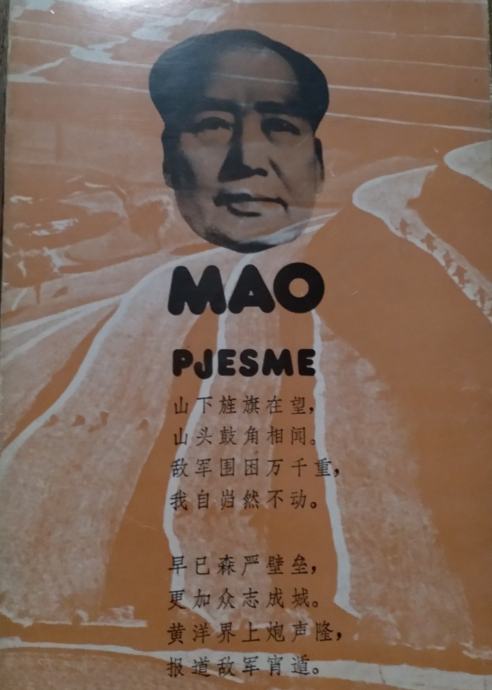 MAO
PJESME
山下旌旗在望，
山头鼓角相闻。
敌军围困万千重，
我自岿然不动。
早已森严壁垒，
更加众志成城。
黄洋界上炮声隆，
报道敌军宵遁。